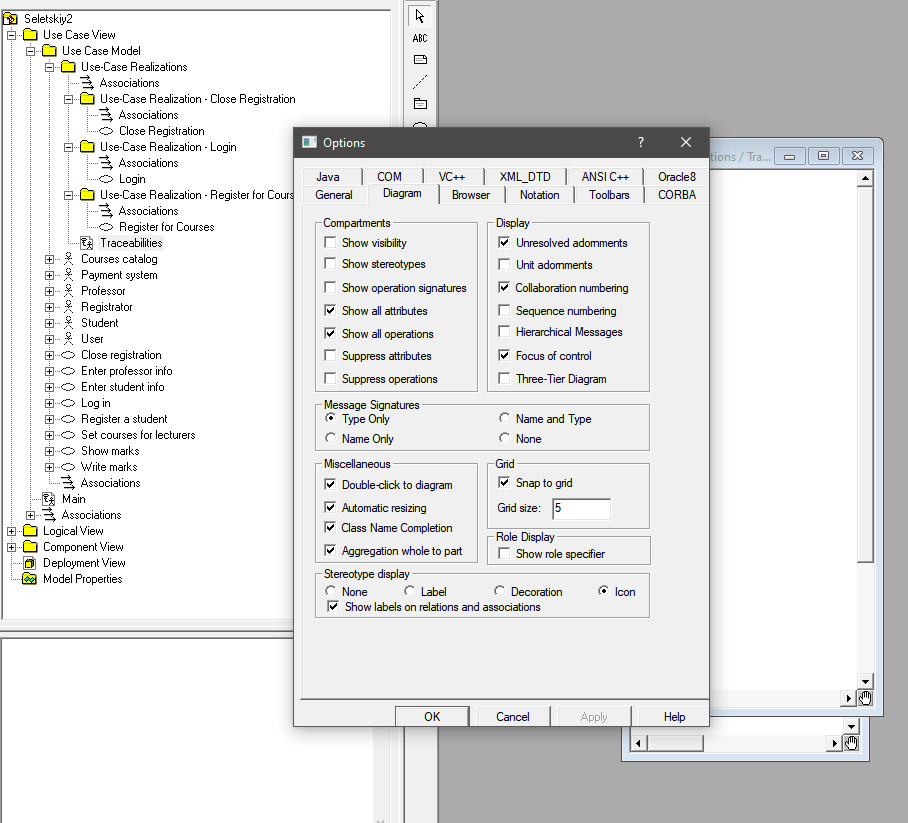 Seletskiy2
Use Case View
Use Case Model
Use-Case Realizations
Associations
Use-Case Realization - Close Registration
Associations
Close Registration
Use-Case Realization - Login
Associations
Login
Use-Case Realization - Register for Cours
Associations
Register for Courses
Traceabilities
Courses catalog
Payment system
Professor
Registrator
Student
User
Close registration
Enter professor info
Enter student info
Log in
Register a student
Set courses for lecturers
Show marks
Write marks
Associations
Main
Associations
Logical View
Component View
Deployment View
Model Properties
ABC
tions / Tra...
Options
?
Java COM VC++ XML_DTD ANSI C++ Oracle8
General Diagram Browser Notation Toolbars CORBA
Compartments
Show visibility
Show stereotypes
Show operation signatures
Show all attributes
Show all operations
Suppress attributes
Suppress operations
Display
Unresolved adornments
Unit adornments
Collaboration numbering
Sequence numbering
Hierarchical Messages
Focus of control
Three-Tier Diagram
Message Signatures
Type Only Name and Type
Name Only None
Miscellaneous
Double-click to diagram
Automatic resizing
Class Name Completion
Aggregation whole to part
Grid
Snap to grid
Grid size: 5
Role Display
Show role specifier
Stereotype display
None Label Decoration Icon
Show labels on relations and associations
OK Cancel Apply Help